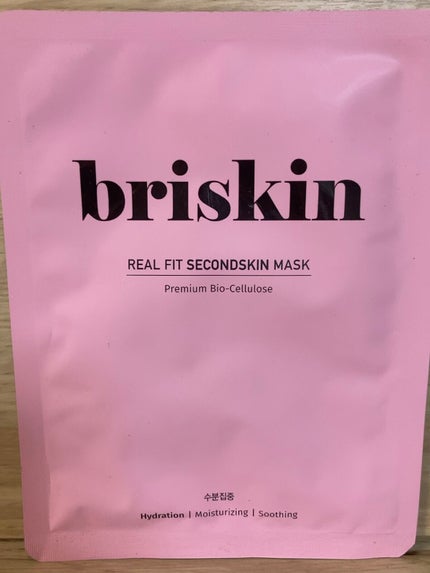 briskin
REAL FIT SECONDSKIN MASK
Premium Bio-Cellulose
수분집중
Hydration | Moisturizing | Soothing